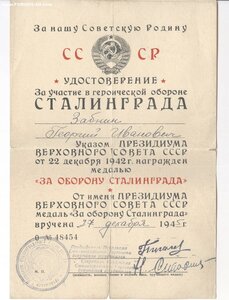 За нашу Советскую Родину
СС СР
УДОСТОВЕРЕНИЕ
За участие в героической обороне
СТАЛИНГРАДА
Забнин
Георгий Иванович
Указом ПРЕЗИДИУМА
ВЕРХОВНОГО СОВЕТА СССР
от 22 декабря 1942 г. награжден
медалью
«ЗА ОБОРОНУ СТАЛИНГРАДА»
От имени ПРЕЗИДИУМА
ВЕРХОВНОГО СОВЕТА СССР
медаль «За оборону Сталинграда»
вручена 27 декабря 1945 г.
О № 18454
М. П.